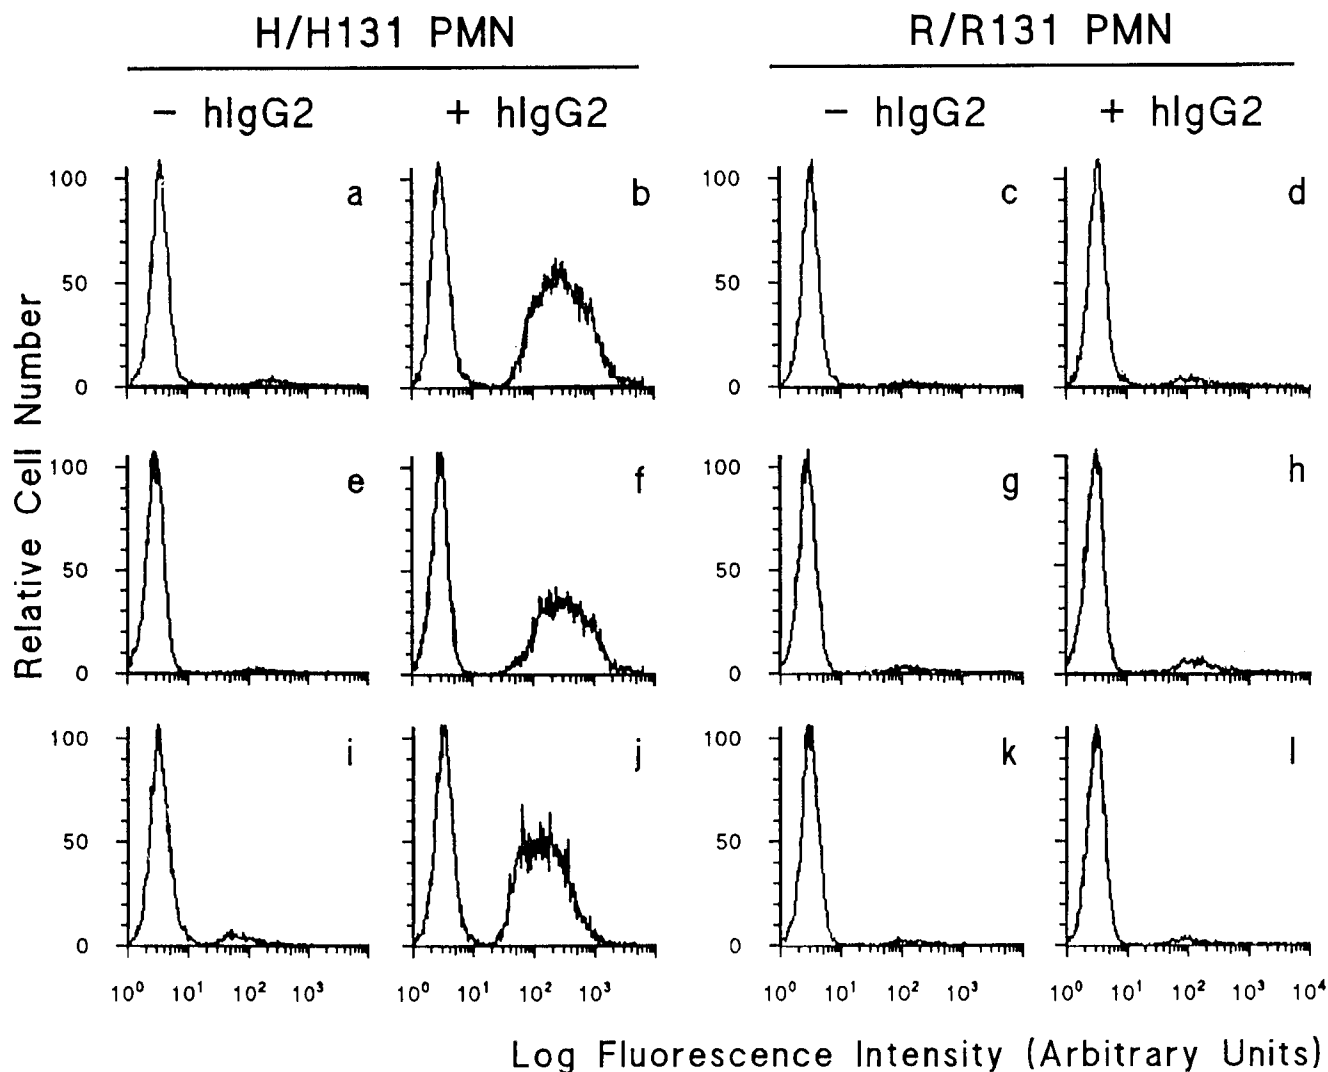 H/H131 PMN R/R131 PMN
− hIgG2 + hIgG2 − hIgG2 + hIgG2
Relative Cell Number
100 a b 100 c d
50 50
0 0
100 e f 100 g h
50 50
0 0
100 i j 100 k l
50 50
0 0
10⁰ 10¹ 10² 10³ 10⁰ 10¹ 10² 10³ 10⁰ 10¹ 10² 10³ 10⁰ 10¹ 10² 10³ 10⁴
Log Fluorescence Intensity (Arbitrary Units)